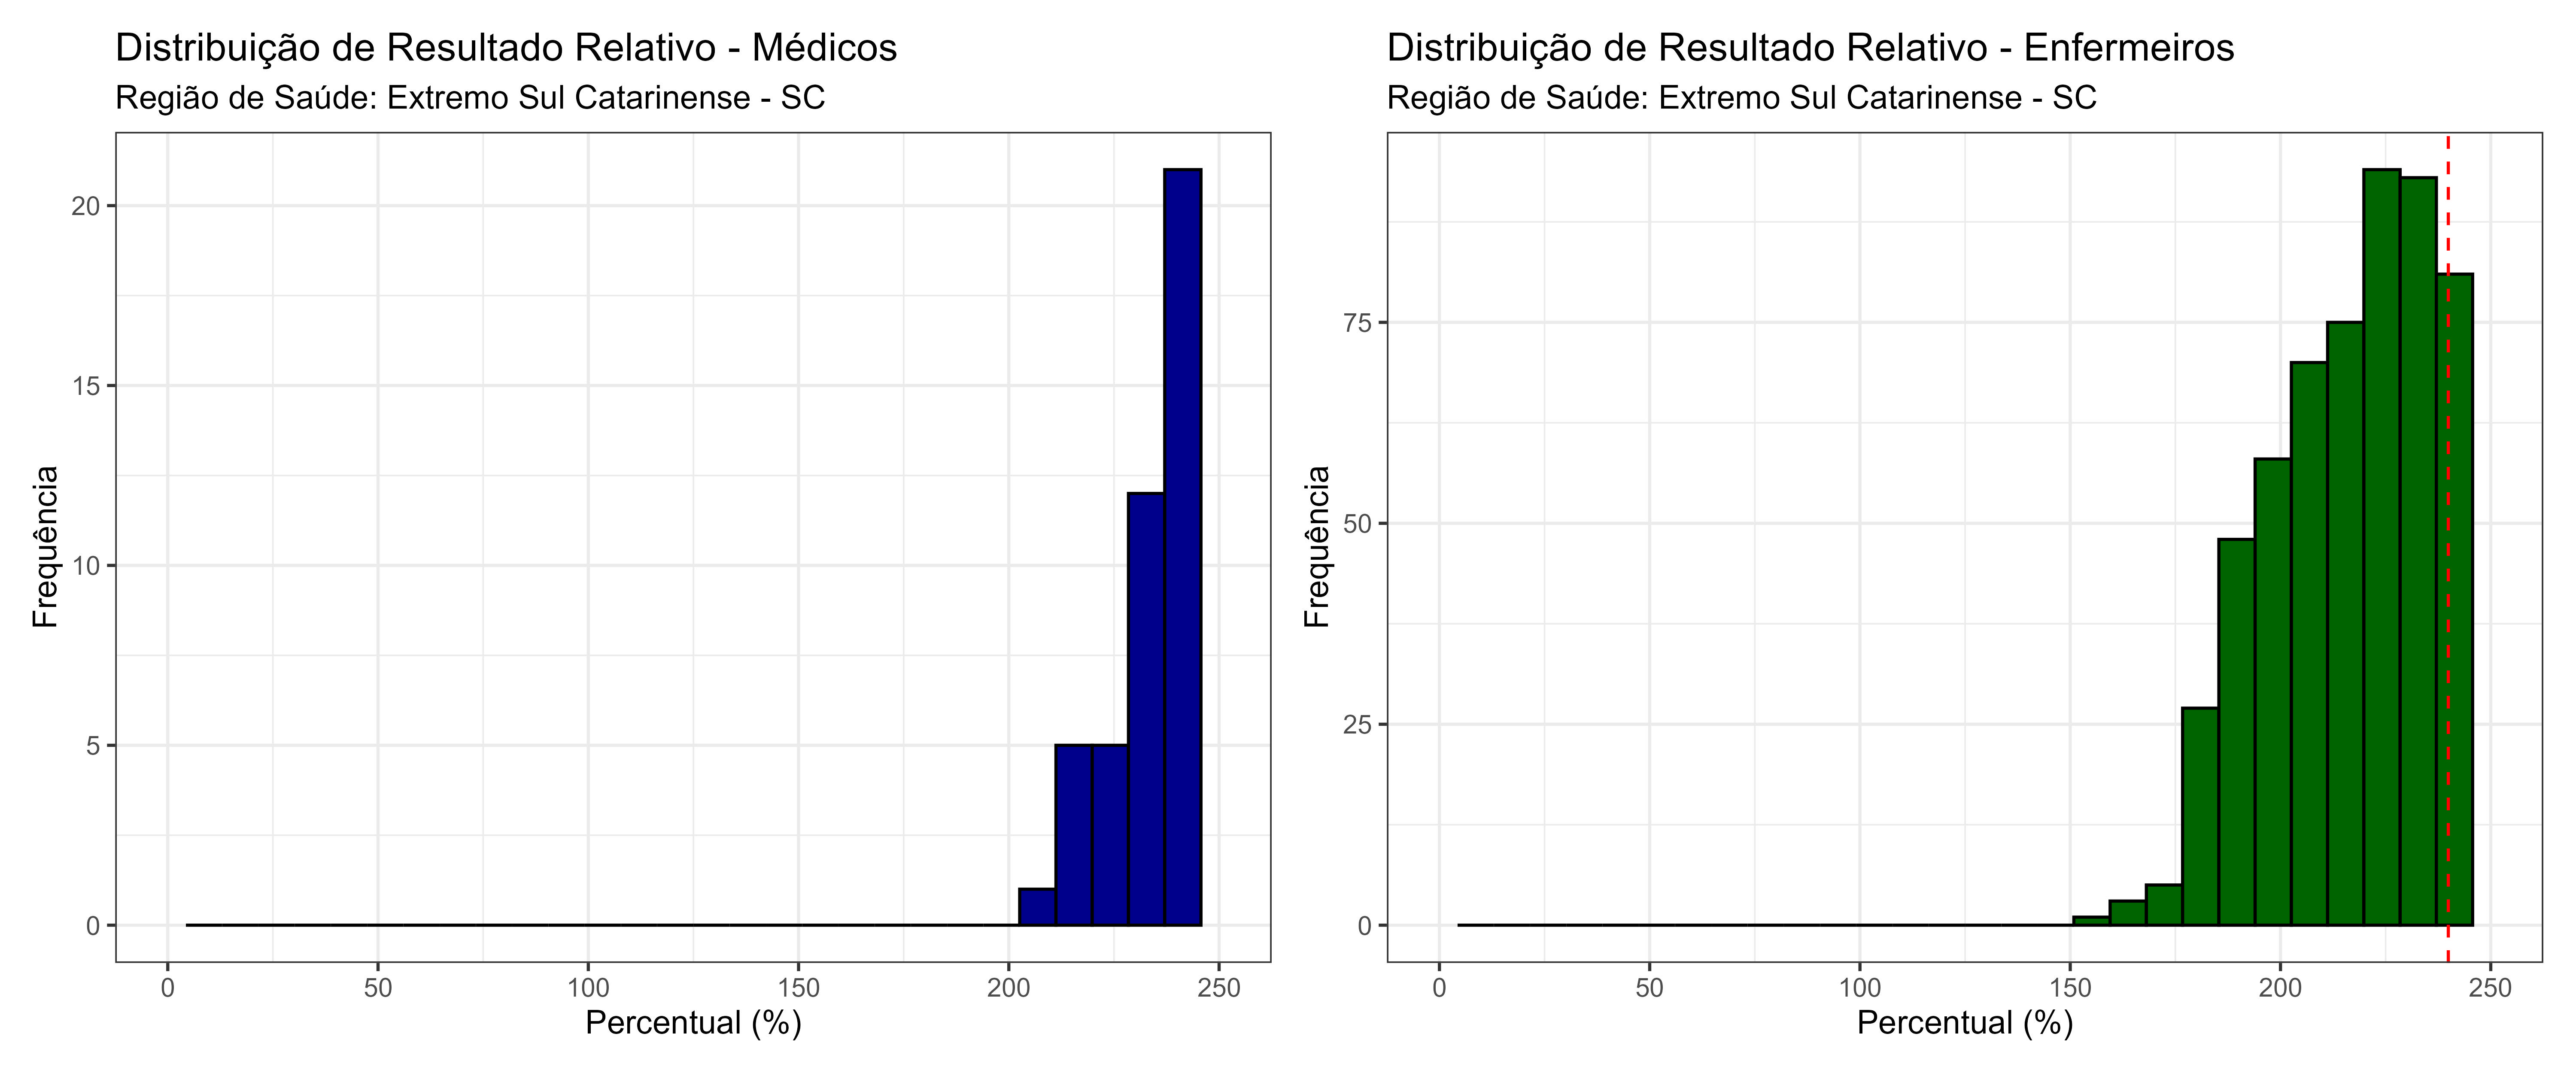 Distribuição de Resultado Relativo - Médicos
Região de Saúde: Extremo Sul Catarinense - SC
Frequência
20
15
10
5
0
0 50 100 150 200 250
Percentual (%)
Distribuição de Resultado Relativo - Enfermeiros
Região de Saúde: Extremo Sul Catarinense - SC
Frequência
75
50
25
0
0 50 100 150 200 250
Percentual (%)